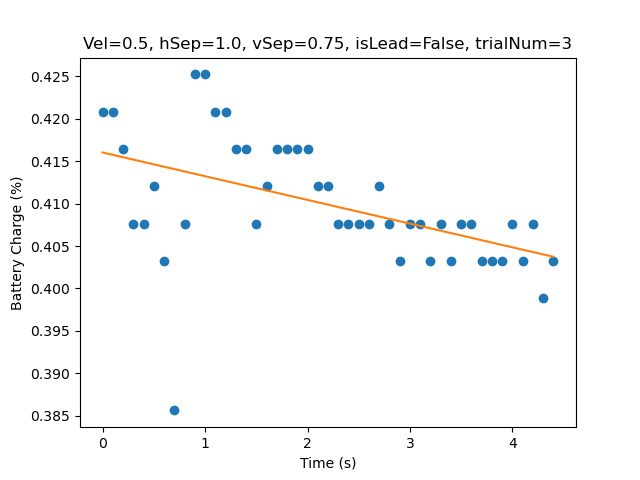 Vel=0.5, hSep=1.0, vSep=0.75, isLead=False, trialNum=3
0.425
0.420
0.415
0.410
0.405
0.400
0.395
0.390
0.385
Battery Charge (%)
0 1 2 3 4
Time (s)